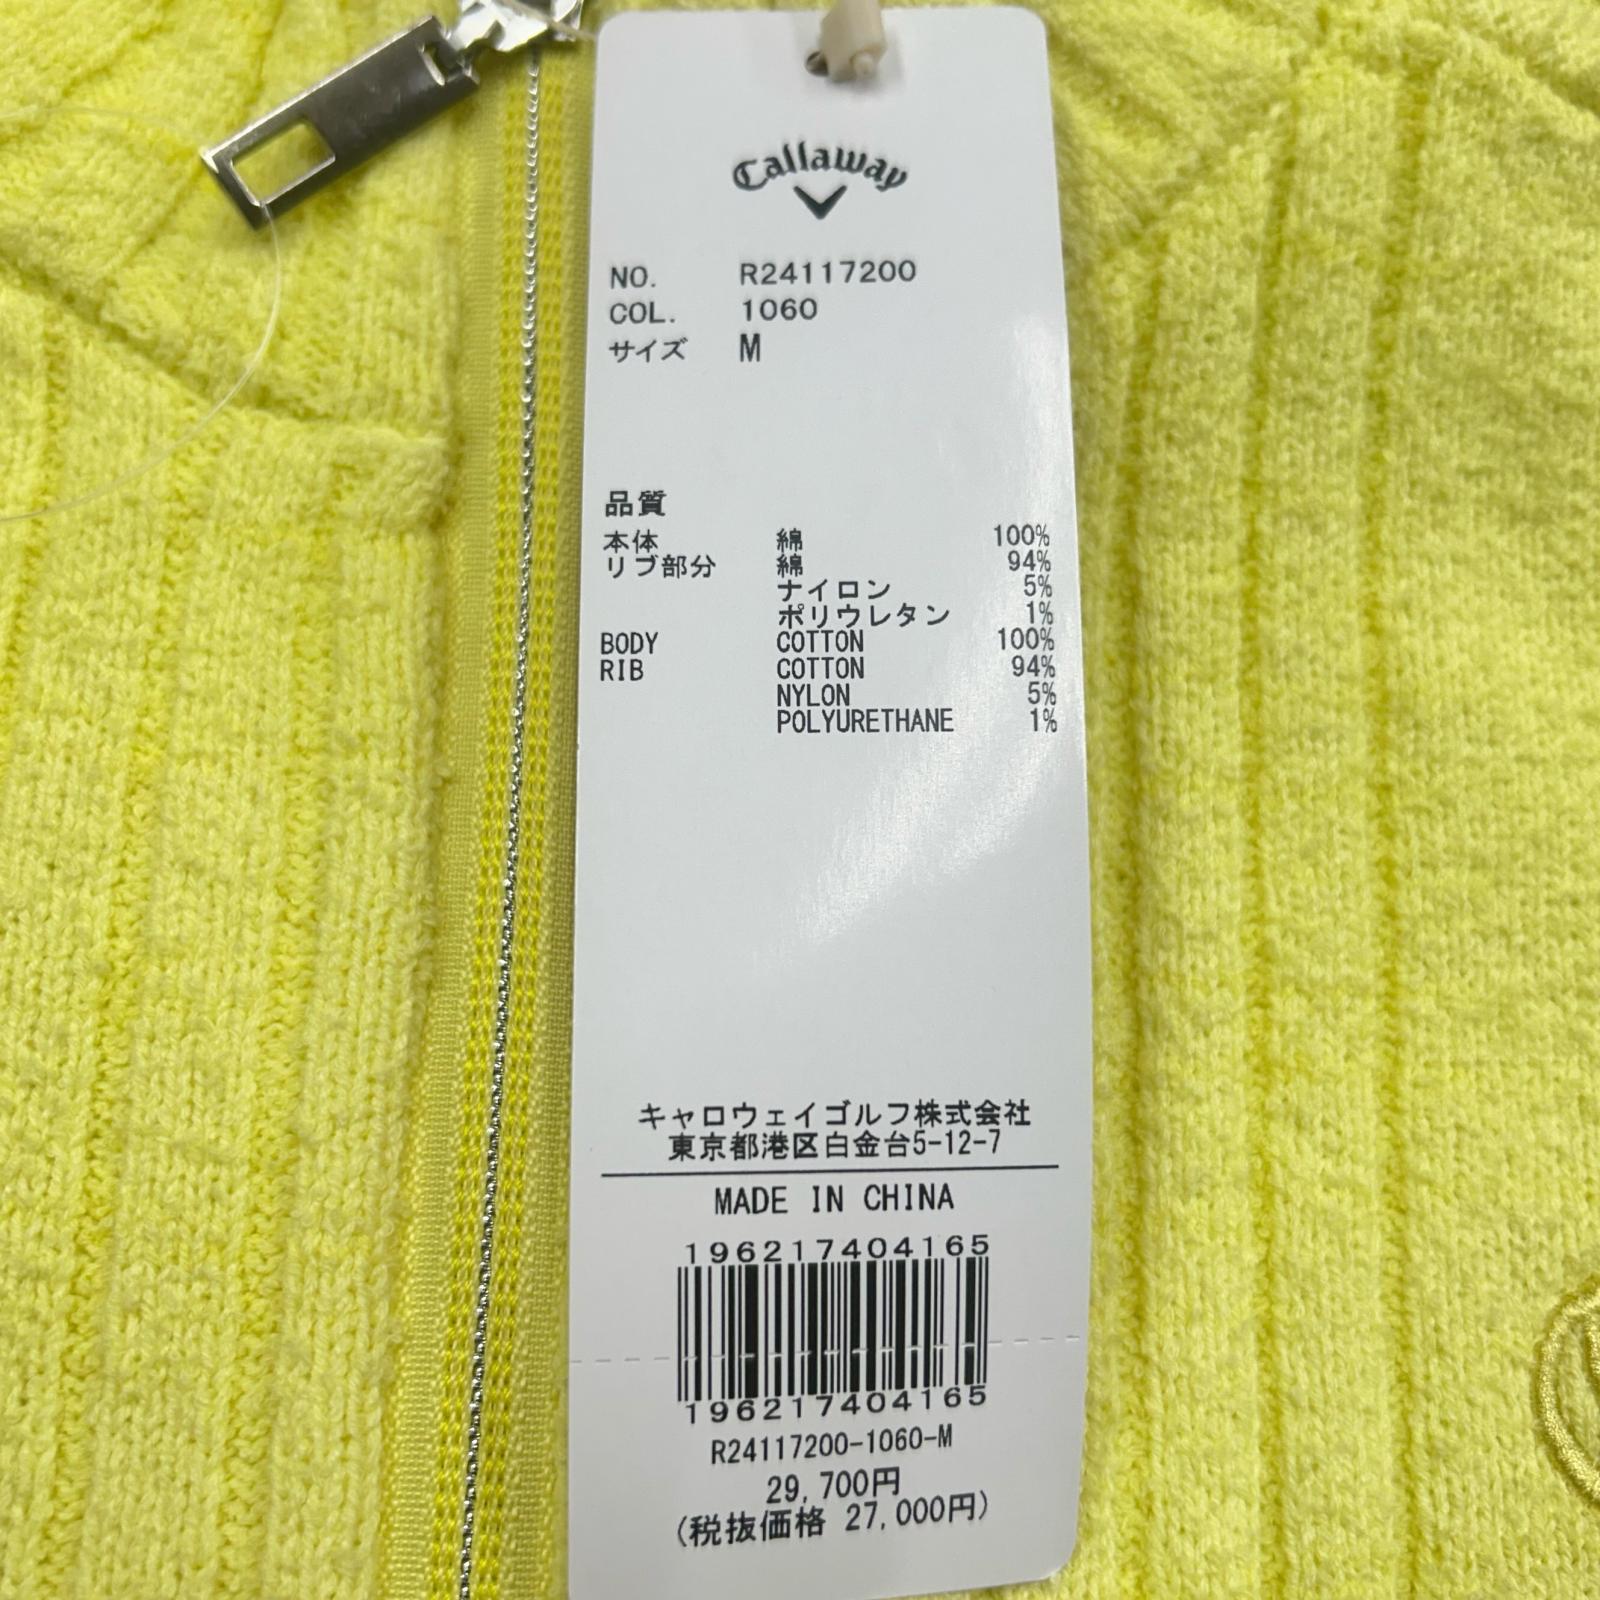 Callaway
NO. R24117200
COL. 1060
サイズ M
品質
本体 綿 100%
リブ部分 綿 94%
ナイロン 5%
ポリウレタン 1%
BODY COTTON 100%
RIB COTTON 94%
NYLON 5%
POLYURETHANE 1%
キャロウェイゴルフ株式会社
東京都港区白金台5-12-7
MADE IN CHINA
196217404165
196217404165
R24117200-1060-M
29,700円
(税抜価格 27,000円)